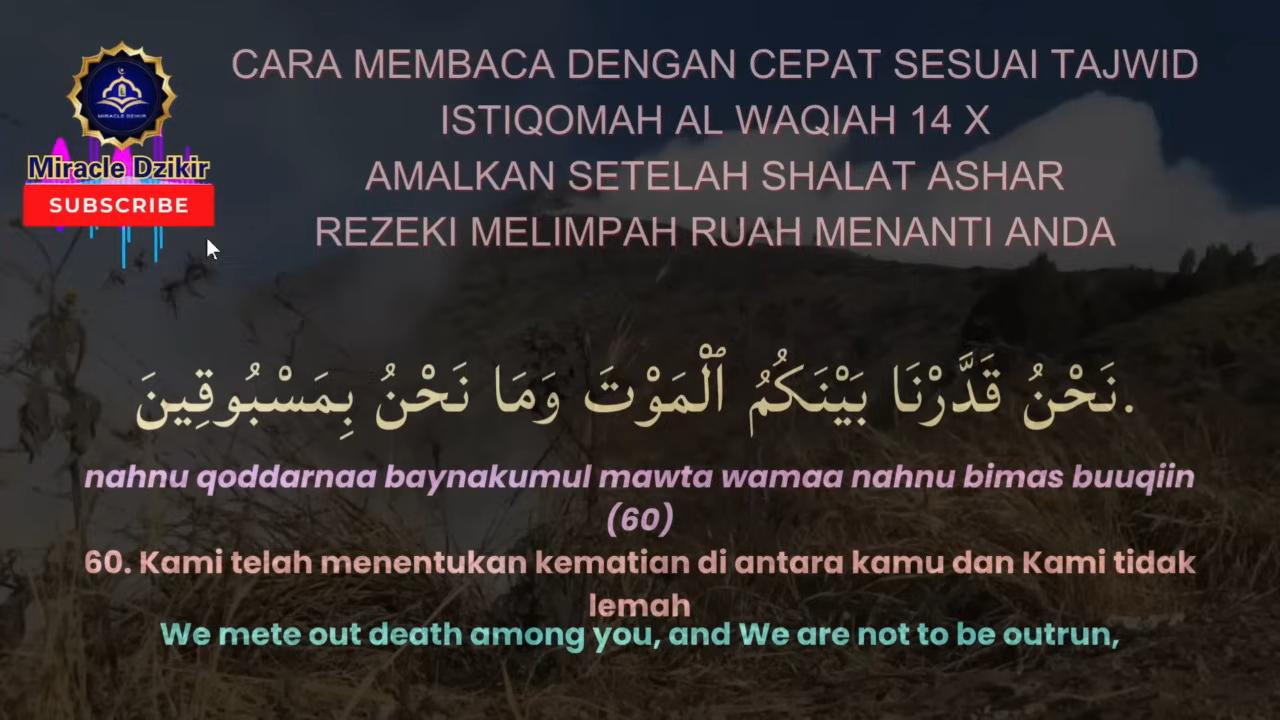 CARA MEMBACA DENGAN CEPAT SESUAI TAJWID
ISTIQOMAH AL WAQIAH 14 X
AMALKAN SETELAH SHALAT ASHAR
REZEKI MELIMPAH RUAH MENANTI ANDA
MIRACLE DZIKIR
Miracle Dzikir
SUBSCRIBE
نَحْنُ قَدَّرْنَا بَيْنَكُمُ ٱلْمَوْتَ وَمَا نَحْنُ بِمَسْبُوقِينَ.
nahnu qoddarnaa baynakumul mawta wamaa nahnu bimas buuqiin
(60)
60. Kami telah menentukan kematian di antara kamu dan Kami tidak
lemah
We mete out death among you, and We are not to be outrun,